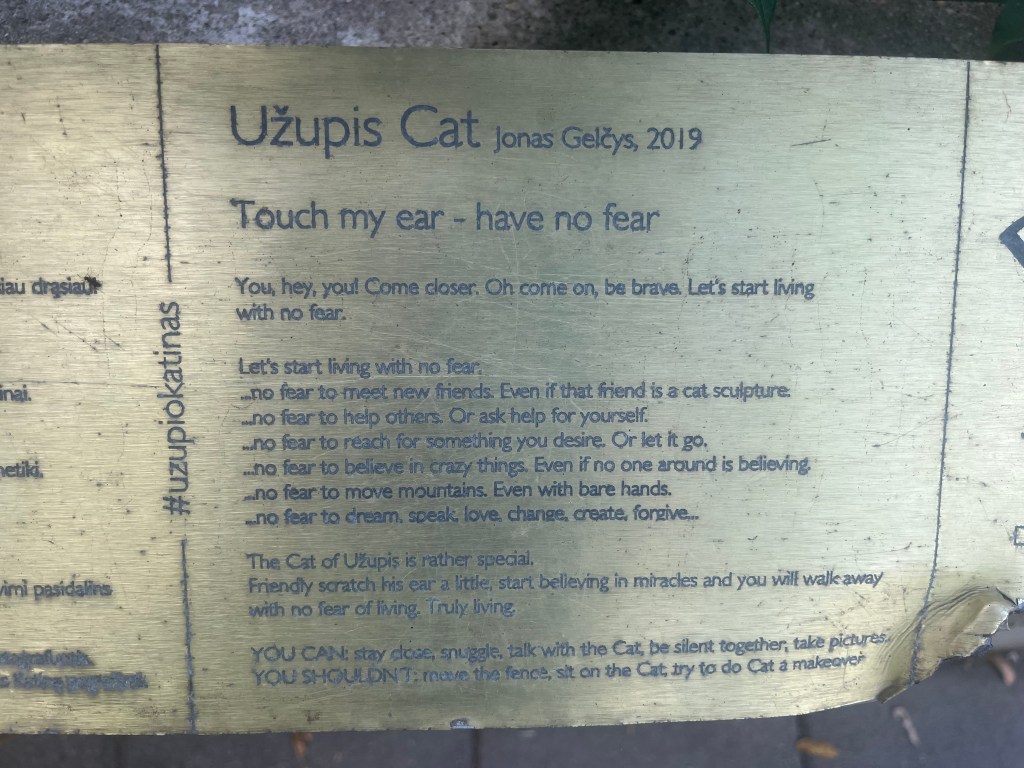 Užupis Cat Jonas Gelčys, 2019
Touch my ear - have no fear
You, hey, you! Come closer. Oh come on, be brave. Let's start living
with no fear.
Let's start living with no fear.
...no fear to meet new friends. Even if that friend is a cat sculpture.
...no fear to help others. Or ask help for yourself.
...no fear to reach for something you desire. Or let it go.
...no fear to believe in crazy things. Even if no one around is believing.
...no fear to move mountains. Even with bare hands.
...no fear to dream, speak, love, change, create, forgive,..
The Cat of Užupis is rather special.
Friendly scratch his ear a little, start believing in miracles and you will walk away
with no fear of living. Truly living.
YOU CAN: stay close, snuggle, talk with the Cat, be silent together, take pictures
YOU SHOULDN'T: move the fence, sit on the Cat, try to do Cat a makeover
#uzupiokatinas
iau drąsiau!
inai.
netiki.
pasidalins